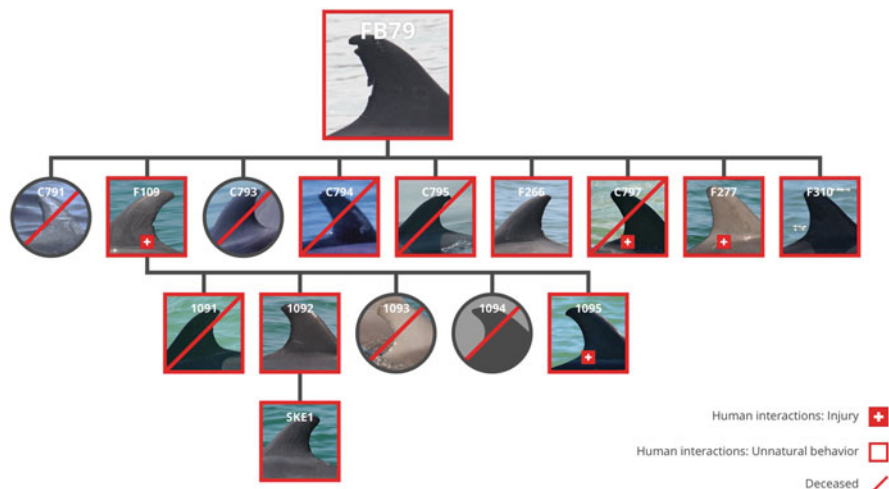 FB79
C791 F109 C793 C794 C795 F266 C797 F277 F310
1091 1092 1093 1094 1095
SKE1
Human interactions: Injury
Human interactions: Unnatural behavior
Deceased